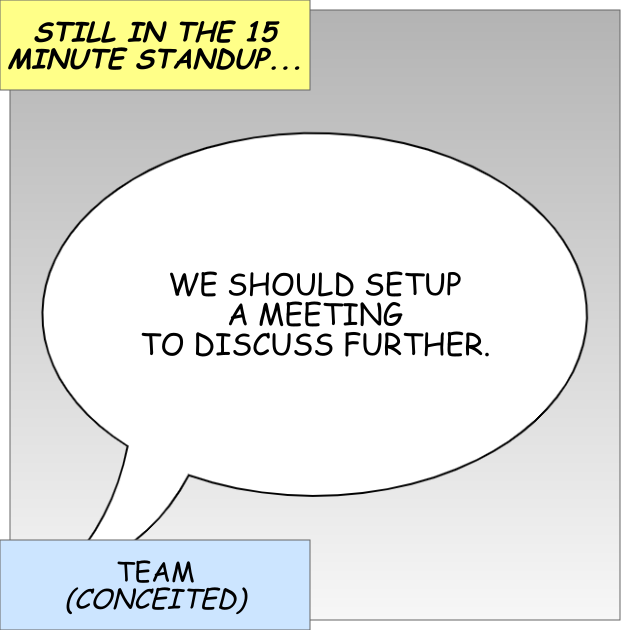 STILL IN THE 15
MINUTE STANDUP...
WE SHOULD SETUP
A MEETING
TO DISCUSS FURTHER.
TEAM
(CONCEITED)